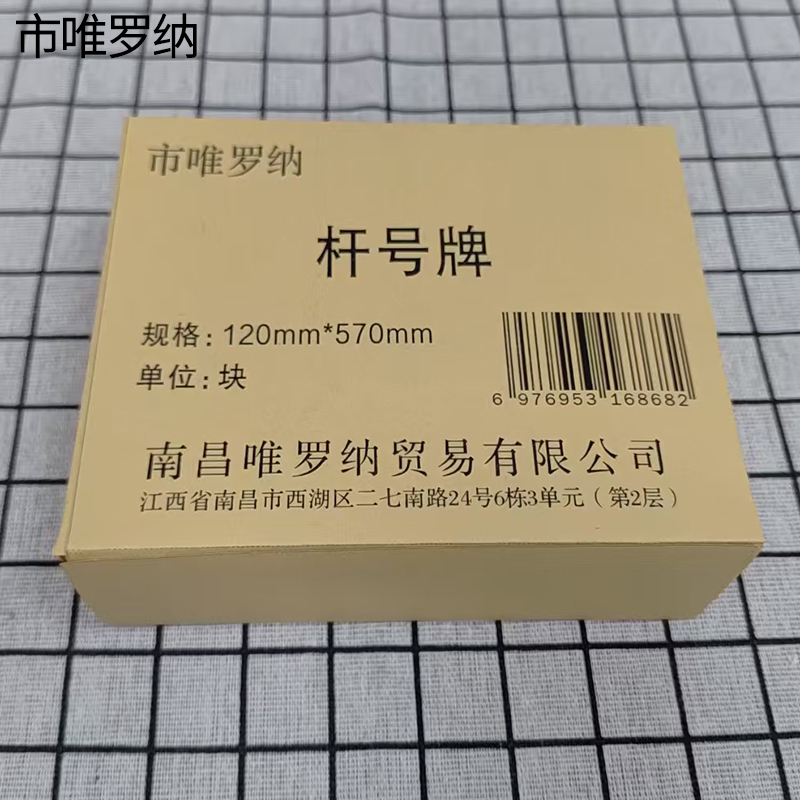 市唯罗纳
市唯罗纳
杆号牌
规格：120mm*570mm
单位：块
6 976953 168682
南昌唯罗纳贸易有限公司
江西省南昌市西湖区二七南路24号6栋3单元（第2层）